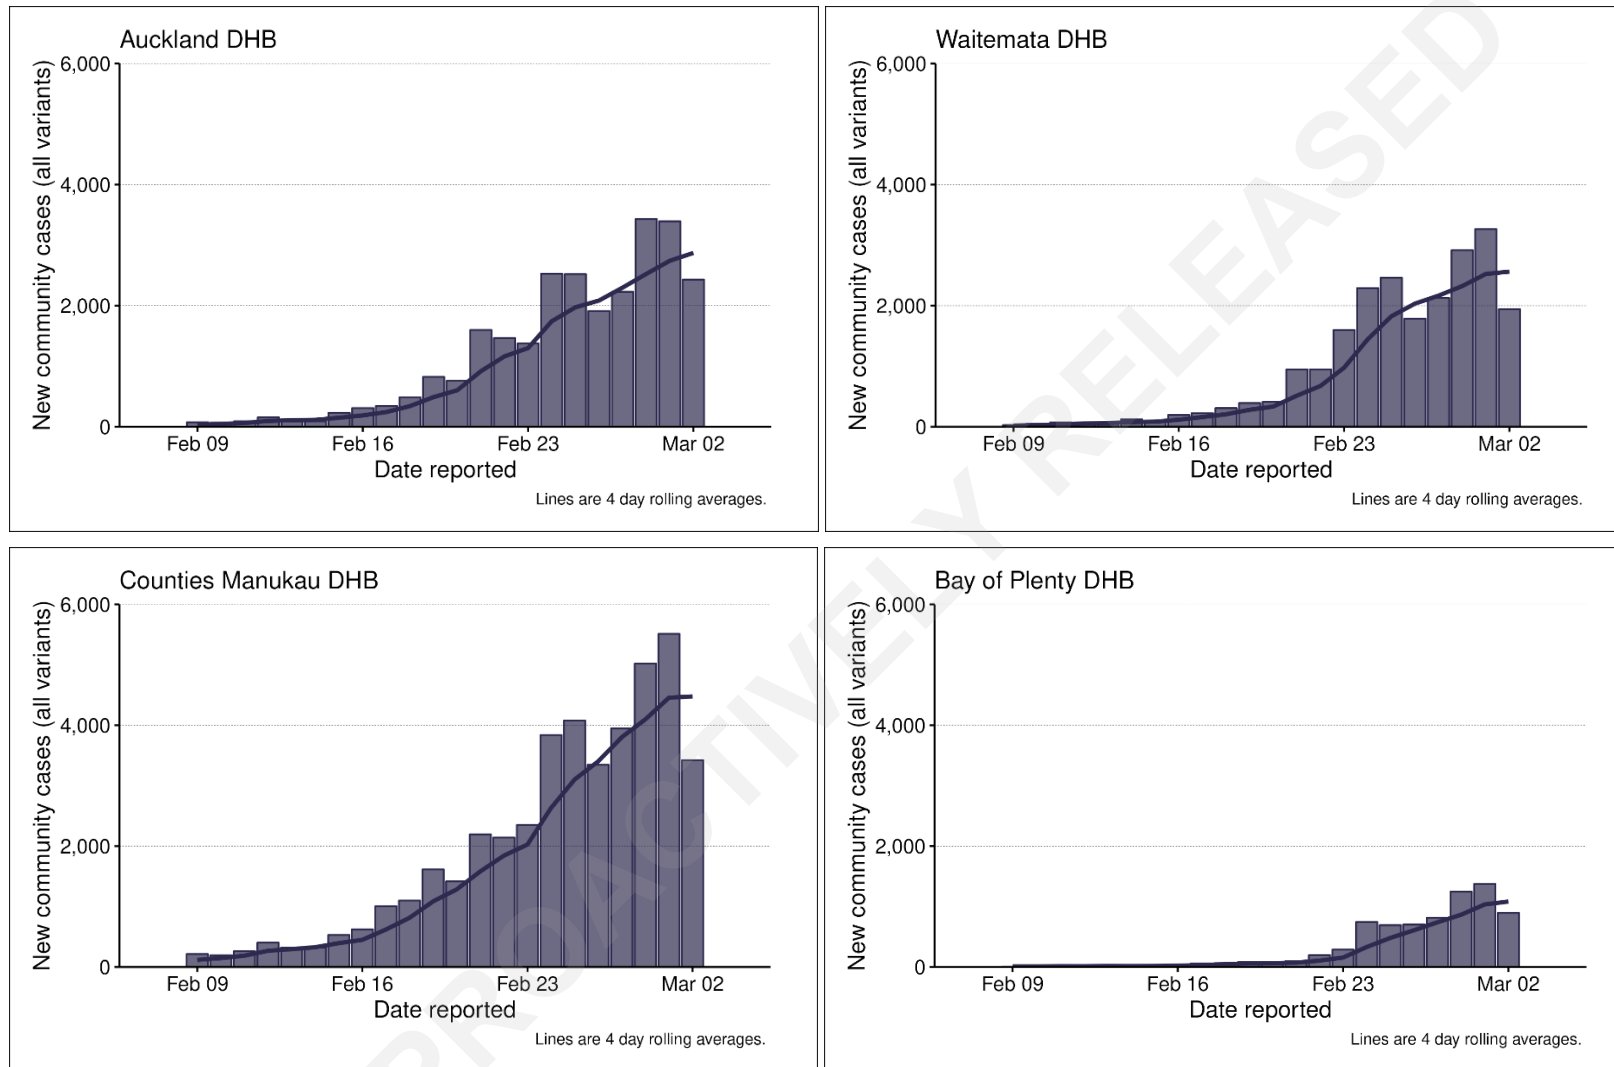 Auckland DHB
New community cases (all variants)
6,000
4,000
2,000
0
Feb 09 Feb 16 Feb 23 Mar 02
Date reported
Lines are 4 day rolling averages.
Waitemata DHB
New community cases (all variants)
6,000
4,000
2,000
0
Feb 09 Feb 16 Feb 23 Mar 02
Date reported
Lines are 4 day rolling averages.
Counties Manukau DHB
New community cases (all variants)
6,000
4,000
2,000
0
Feb 09 Feb 16 Feb 23 Mar 02
Date reported
Lines are 4 day rolling averages.
Bay of Plenty DHB
New community cases (all variants)
6,000
4,000
2,000
0
Feb 09 Feb 16 Feb 23 Mar 02
Date reported
Lines are 4 day rolling averages.
PROACTIVELY RELEASED